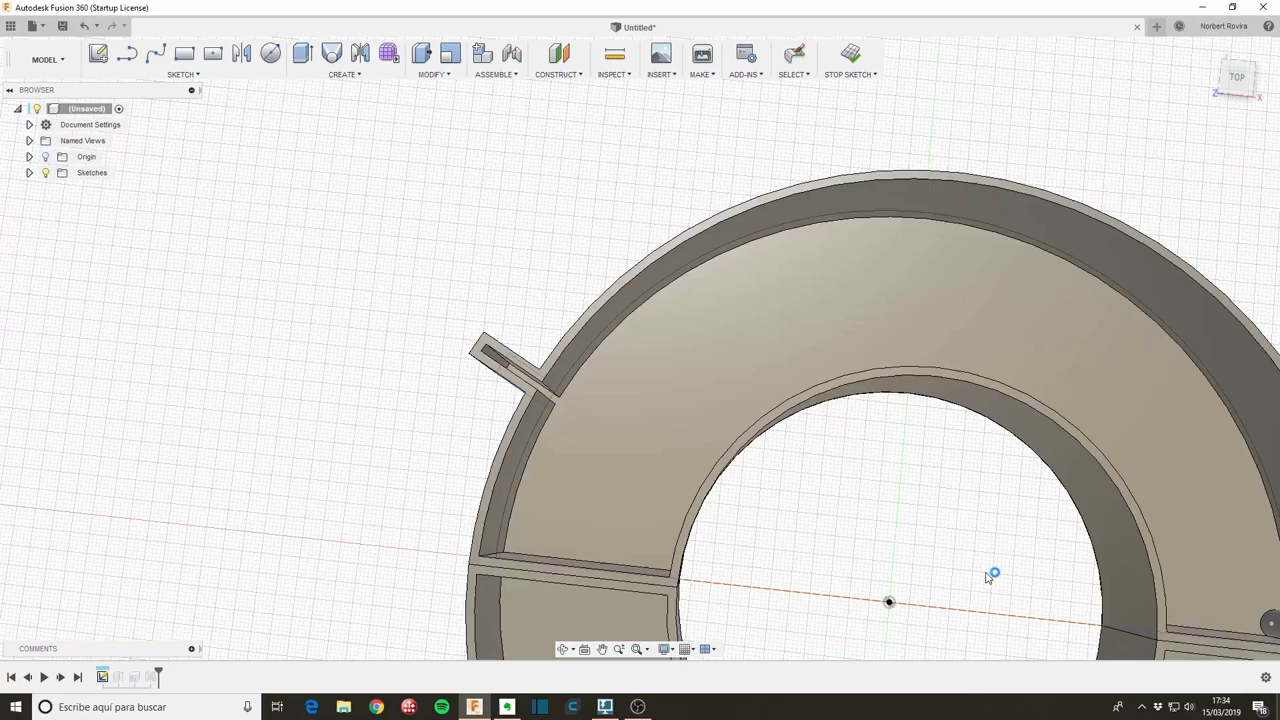 Autodesk Fusion 360 (Startup License)
Untitled*
Norbert Rovira
MODEL
SKETCH
CREATE
MODIFY
ASSEMBLE
CONSTRUCT
INSPECT
INSERT
MAKE
ADD-INS
SELECT
STOP SKETCH
TOP
Z
X
BROWSER
(Unsaved)
Document Settings
Named Views
Origin
Sketches
COMMENTS
Escribe aquí para buscar
17:34
15/03/2019
18